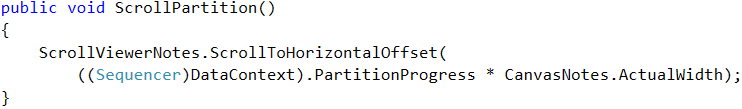 public void ScrollPartition()
{
    ScrollViewerNotes.ScrollToHorizontalOffset(
        ((Sequencer)DataContext).PartitionProgress * CanvasNotes.ActualWidth);
}